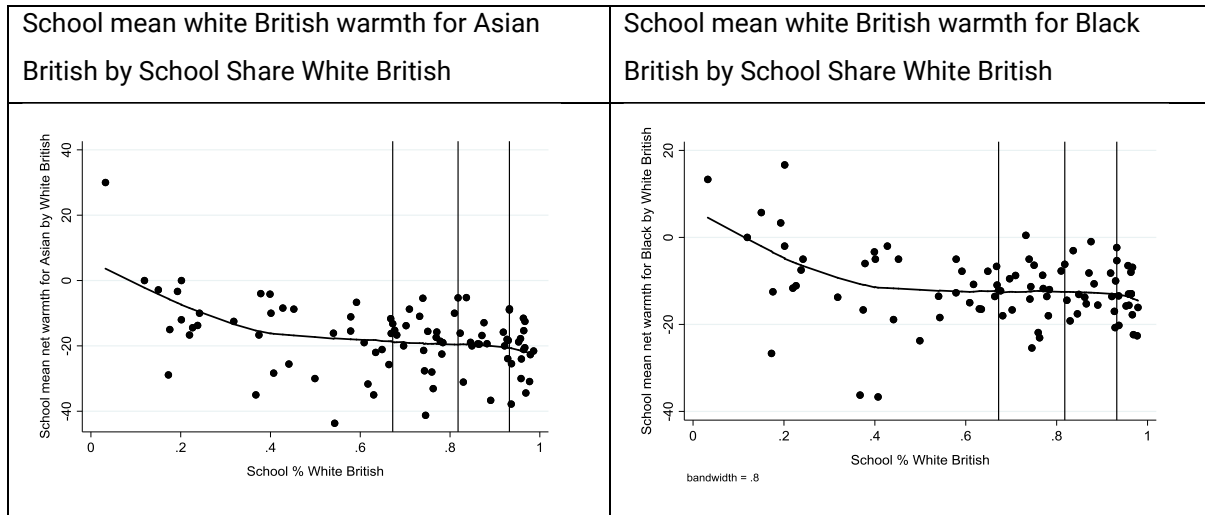 School mean white British warmth for Asian
British by School Share White British
School mean net warmth for Asian by White British
40
20
0
-20
-40
0
.2
.4
.6
.8
1
School % White British
School mean white British warmth for Black
British by School Share White British
School mean net warmth for Black by White British
20
0
-20
-40
0
.2
.4
.6
.8
1
School % White British
bandwidth = .8